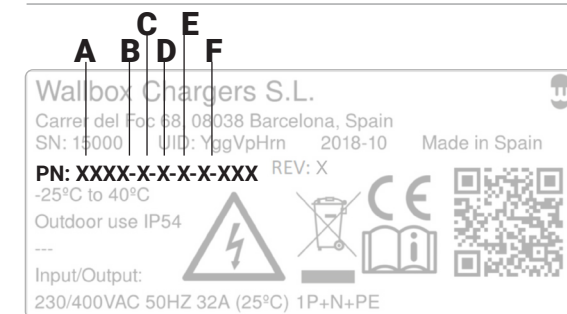 C E
A B D F
Wallbox Chargers S.L.
Carrer del Foc 68, 08038 Barcelona, Spain
SN: 15000 UID: YggVpHrn 2018-10 Made in Spain
PN: XXXX-X-X-X-X-XXX REV: X
-25ºC to 40ºC
Outdoor use IP54
---
Input/Output:
230/400VAC 50HZ 32A (25ºC) 1P+N+PE